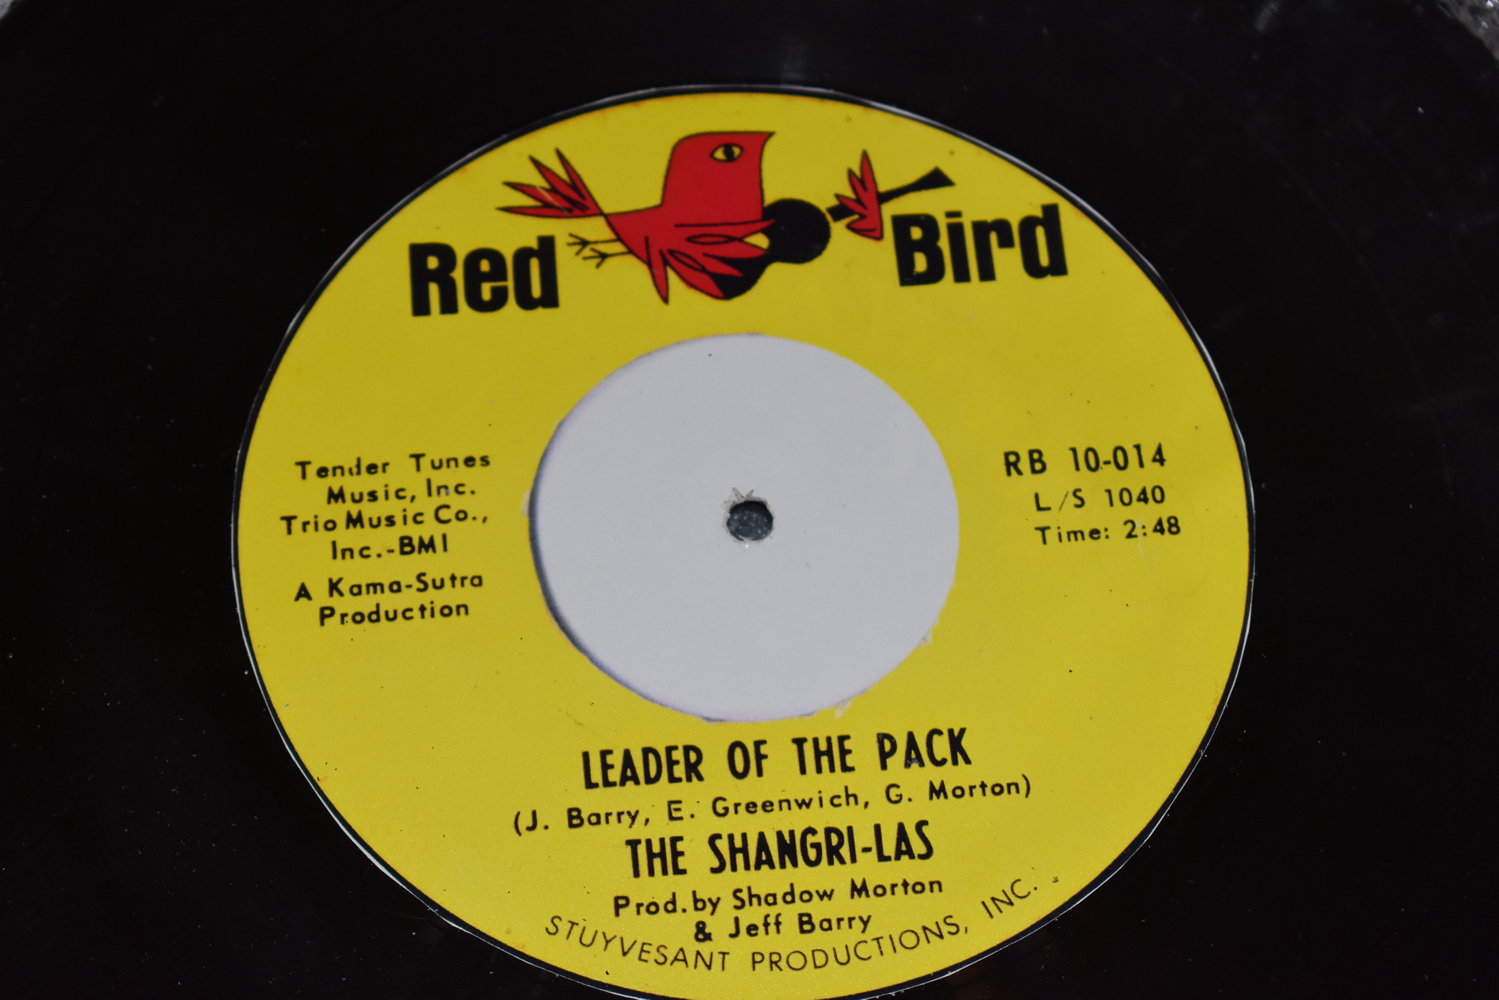 Red Bird
Tender Tunes
Music, Inc.
Trio Music Co.,
Inc.-BMI
A Kama-Sutra
Production
RB 10-014
L/S 1040
Time: 2:48
LEADER OF THE PACK
(J. Barry, E. Greenwich, G. Morton)
THE SHANGRI-LAS
Prod. by Shadow Morton
& Jeff Barry
STUYVESANT PRODUCTIONS, INC.